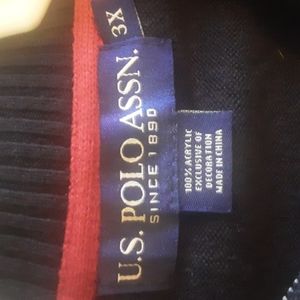 3X
U.S. POLO ASSN.
SINCE 1890
100% ACRYLIC
EXCLUSIVE OF
DECORATION
MADE IN CHINA